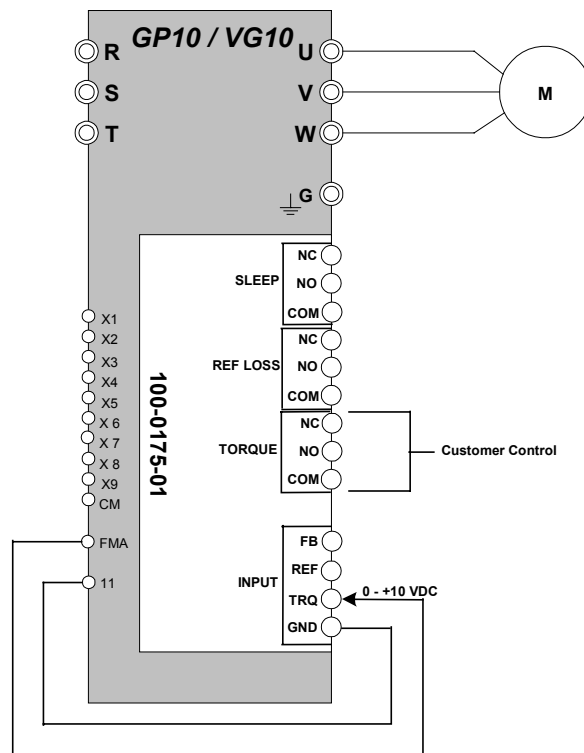 GP10 / VG10
R
S
T
U
V
W
G
M
SLEEP
NC
NO
COM
REF LOSS
NC
NO
COM
TORQUE
NC
NO
COM
Customer Control
X1
X2
X3
X4
X5
X 6
X 7
X 8
X9
CM
FMA
11
100-0175-01
INPUT
FB
REF
TRQ
GND
0 - +10 VDC